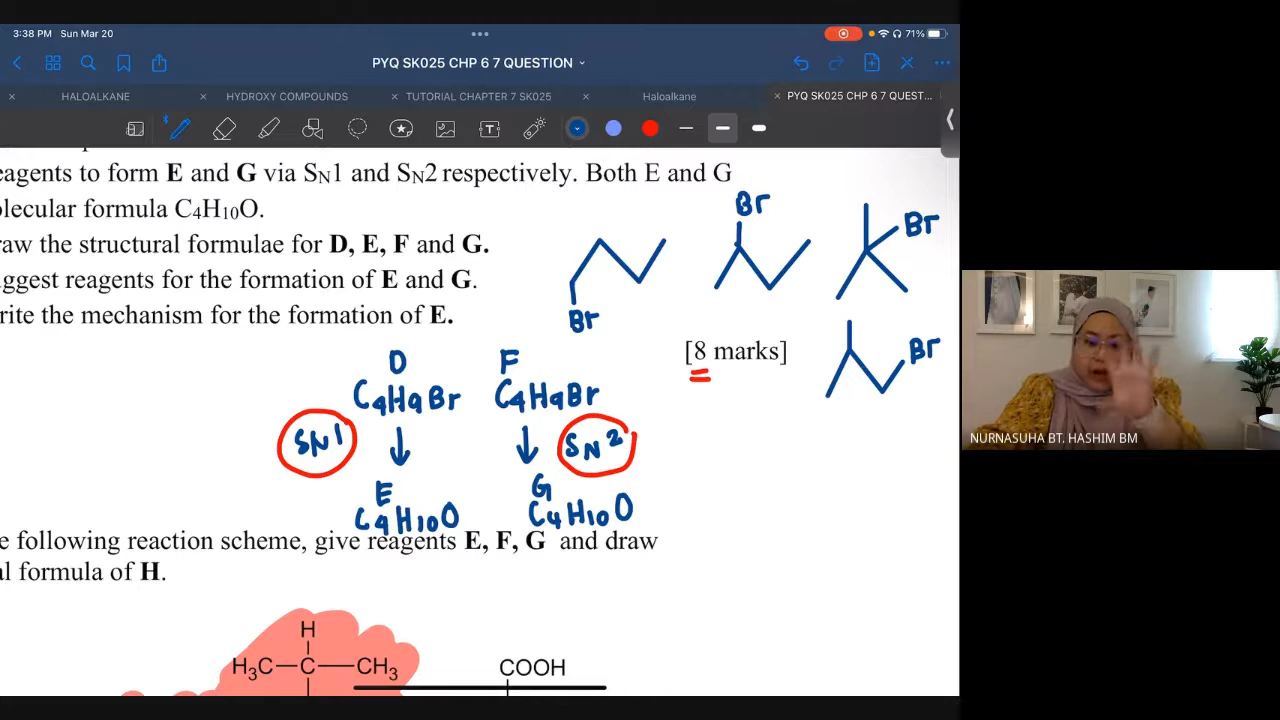 3:38 PM Sun Mar 20
71%
PYQ SK025 CHP 6 7 QUESTION
HALOALKANE
HYDROXY COMPOUNDS
TUTORIAL CHAPTER 7 SK025
Haloalkane
PYQ SK025 CHP 6 7 QUEST...
eagents to form E and G via SN1 and SN2 respectively. Both E and G
olecular formula C4H10O.
raw the structural formulae for D, E, F and G.
ggest reagents for the formation of E and G.
rite the mechanism for the formation of E.
Br
Br
Br
Br
[8 marks]
D
C4H9Br
SN1
E
C4H10O
F
C4H9Br
SN2
G
C4H10O
e following reaction scheme, give reagents E, F, G and draw
al formula of H.
H
H3C—C—CH3
COOH
NURNASUHA BT. HASHIM BM